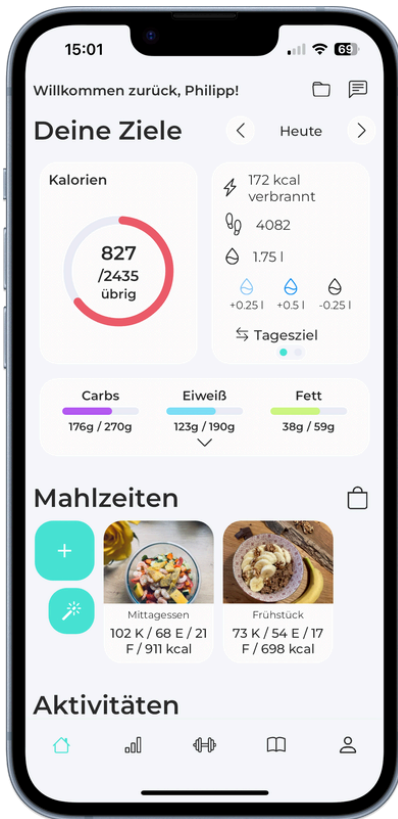 15:01
69
Willkommen zurück, Philipp!
Deine Ziele
Heute
Kalorien
827
/2435
übrig
172 kcal
verbrannt
4082
1.75 l
+0.25 l
+0.5 l
-0.25 l
Tagesziel
Carbs
Eiweiß
Fett
176g / 270g
123g / 190g
38g / 59g
Mahlzeiten
+
Mittagessen
102 K / 68 E / 21
F / 911 kcal
Frühstück
73 K / 54 E / 17
F / 698 kcal
Aktivitäten